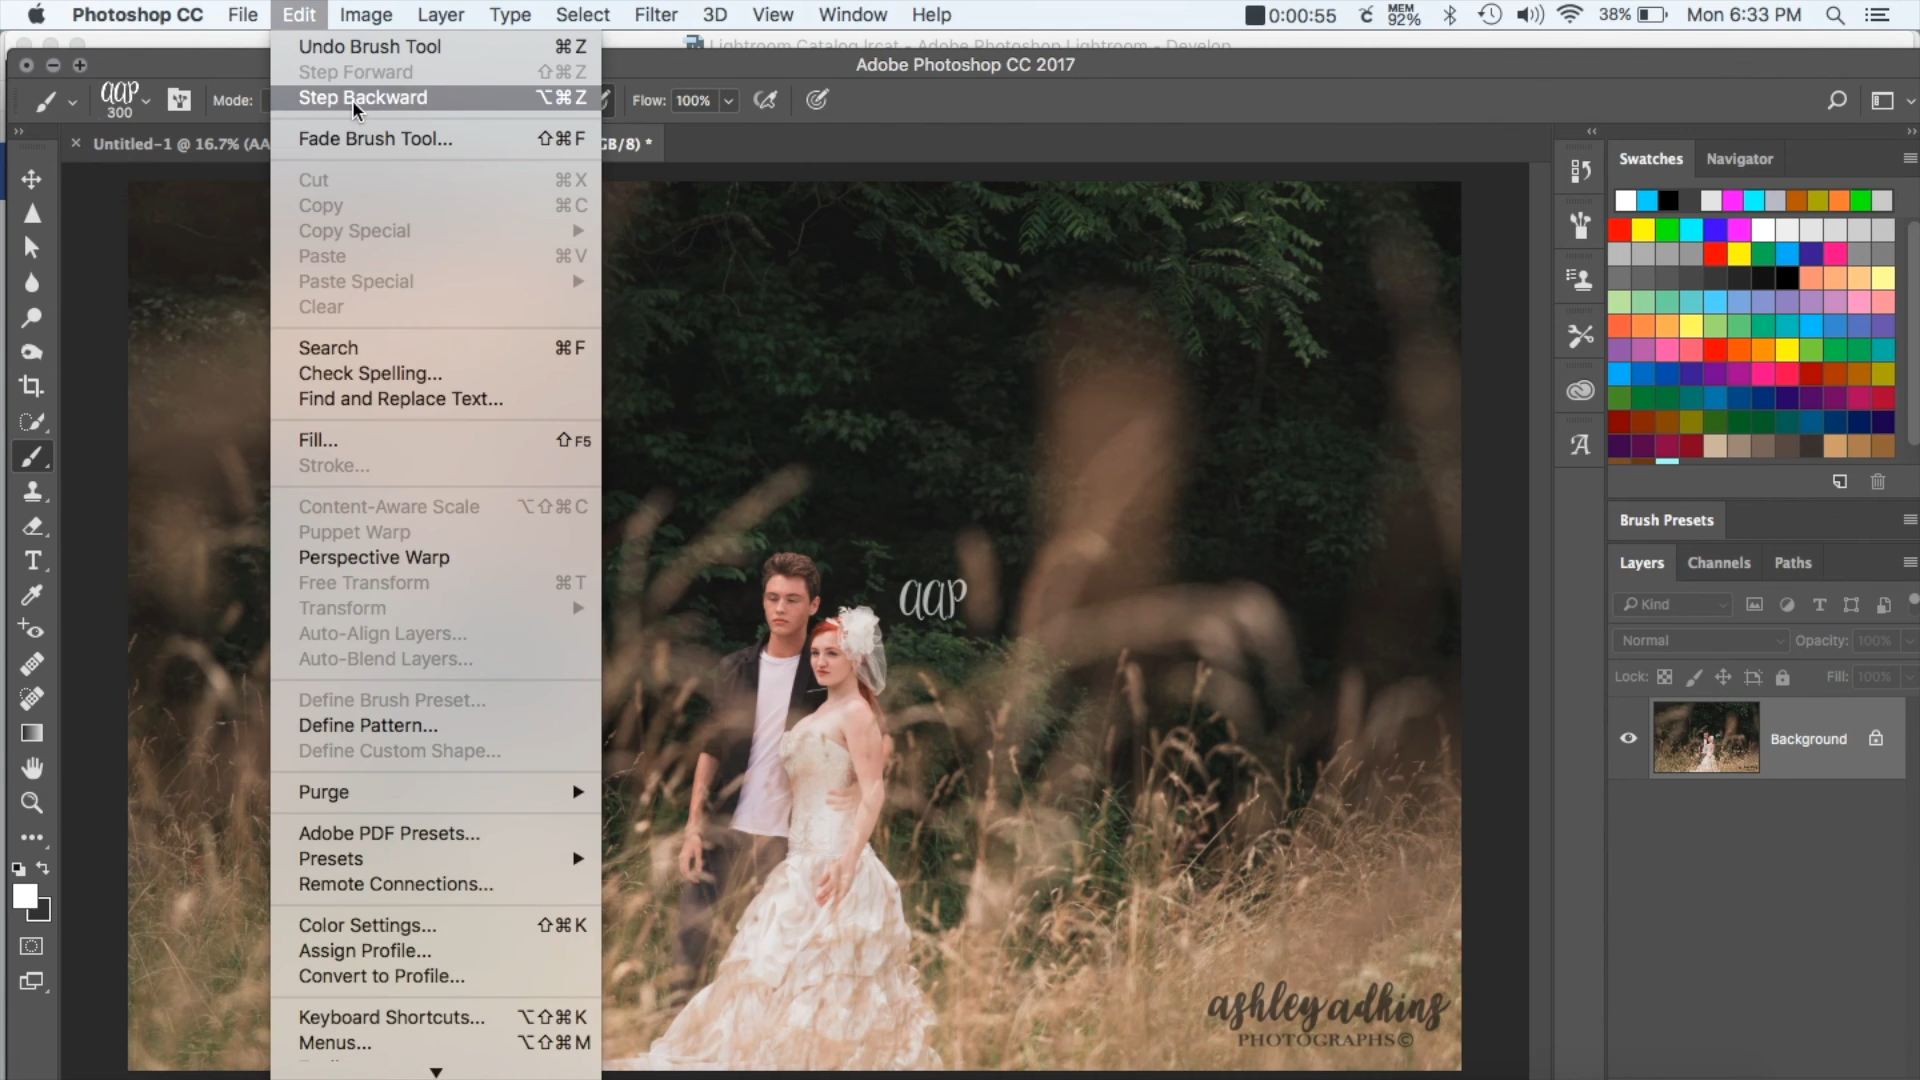 Photoshop CC File Edit Image Layer Type Select Filter 3D View Window Help 0:00:55 MEM 92% 38% Mon 6:33 PM
Lightroom Catalog.lrcat - Adobe Photoshop Lightroom - Develop
Adobe Photoshop CC 2017
aap 300 Mode: Flow: 100%
Untitled-1 @ 16.7% (AA GB/8) *
Undo Brush Tool ⌘Z
Step Forward ⇧⌘Z
Step Backward ⌥⌘Z
Fade Brush Tool... ⇧⌘F
Cut ⌘X
Copy ⌘C
Copy Special
Paste ⌘V
Paste Special
Clear
Search ⌘F
Check Spelling...
Find and Replace Text...
Fill... ⇧F5
Stroke...
Content-Aware Scale ⌥⇧⌘C
Puppet Warp
Perspective Warp
Free Transform ⌘T
Transform
Auto-Align Layers...
Auto-Blend Layers...
Define Brush Preset...
Define Pattern...
Define Custom Shape...
Purge
Adobe PDF Presets...
Presets
Remote Connections...
Color Settings... ⇧⌘K
Assign Profile...
Convert to Profile...
Keyboard Shortcuts... ⌥⇧⌘K
Menus... ⌥⇧⌘M
aap
ashley adkins
PHOTOGRAPHS©
Swatches Navigator
Brush Presets
Layers Channels Paths
Kind
Normal Opacity: 100%
Lock: Fill: 100%
Background